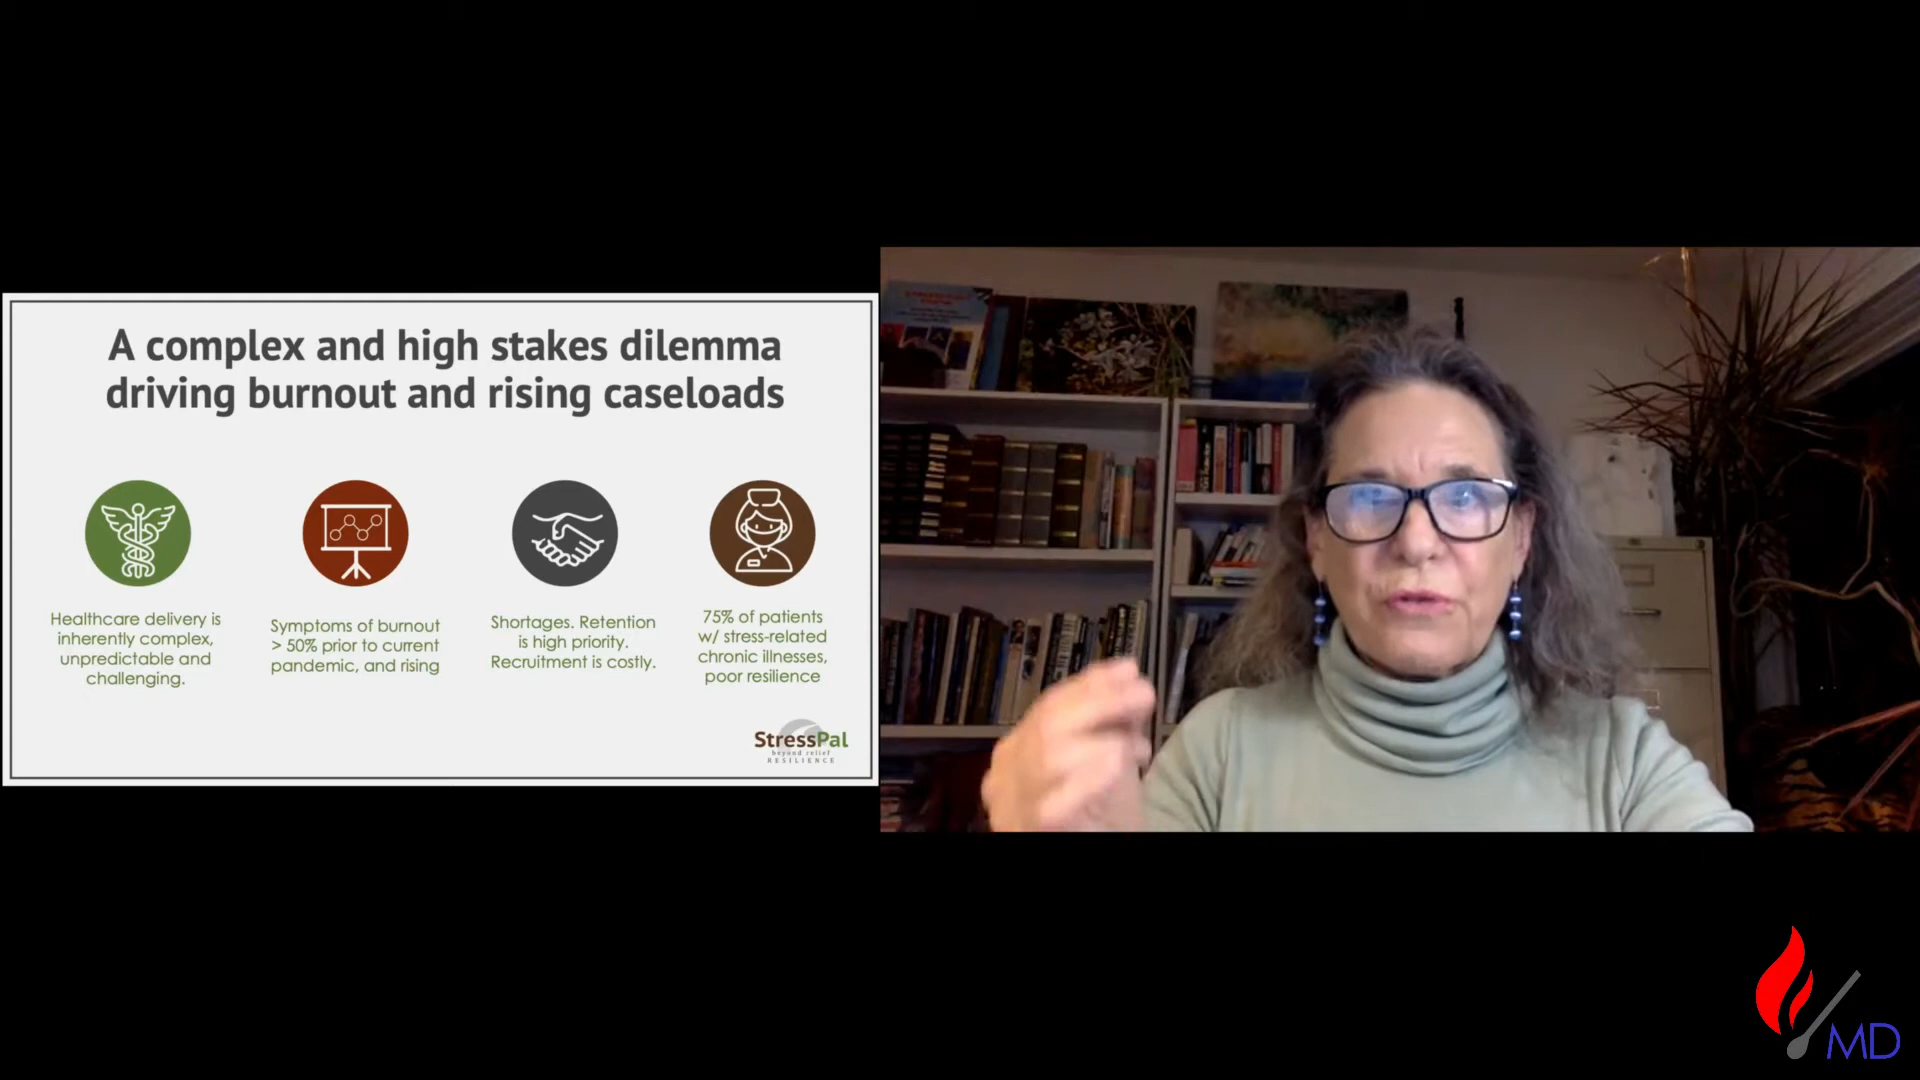 A complex and high stakes dilemma
driving burnout and rising caseloads
Healthcare delivery is
inherently complex,
unpredictable and
challenging.
Symptoms of burnout
> 50% prior to current
pandemic, and rising
Shortages. Retention
is high priority.
Recruitment is costly.
75% of patients
w/ stress-related
chronic illnesses,
poor resilience
StressPal
beyond relief
RESILIENCE
MD